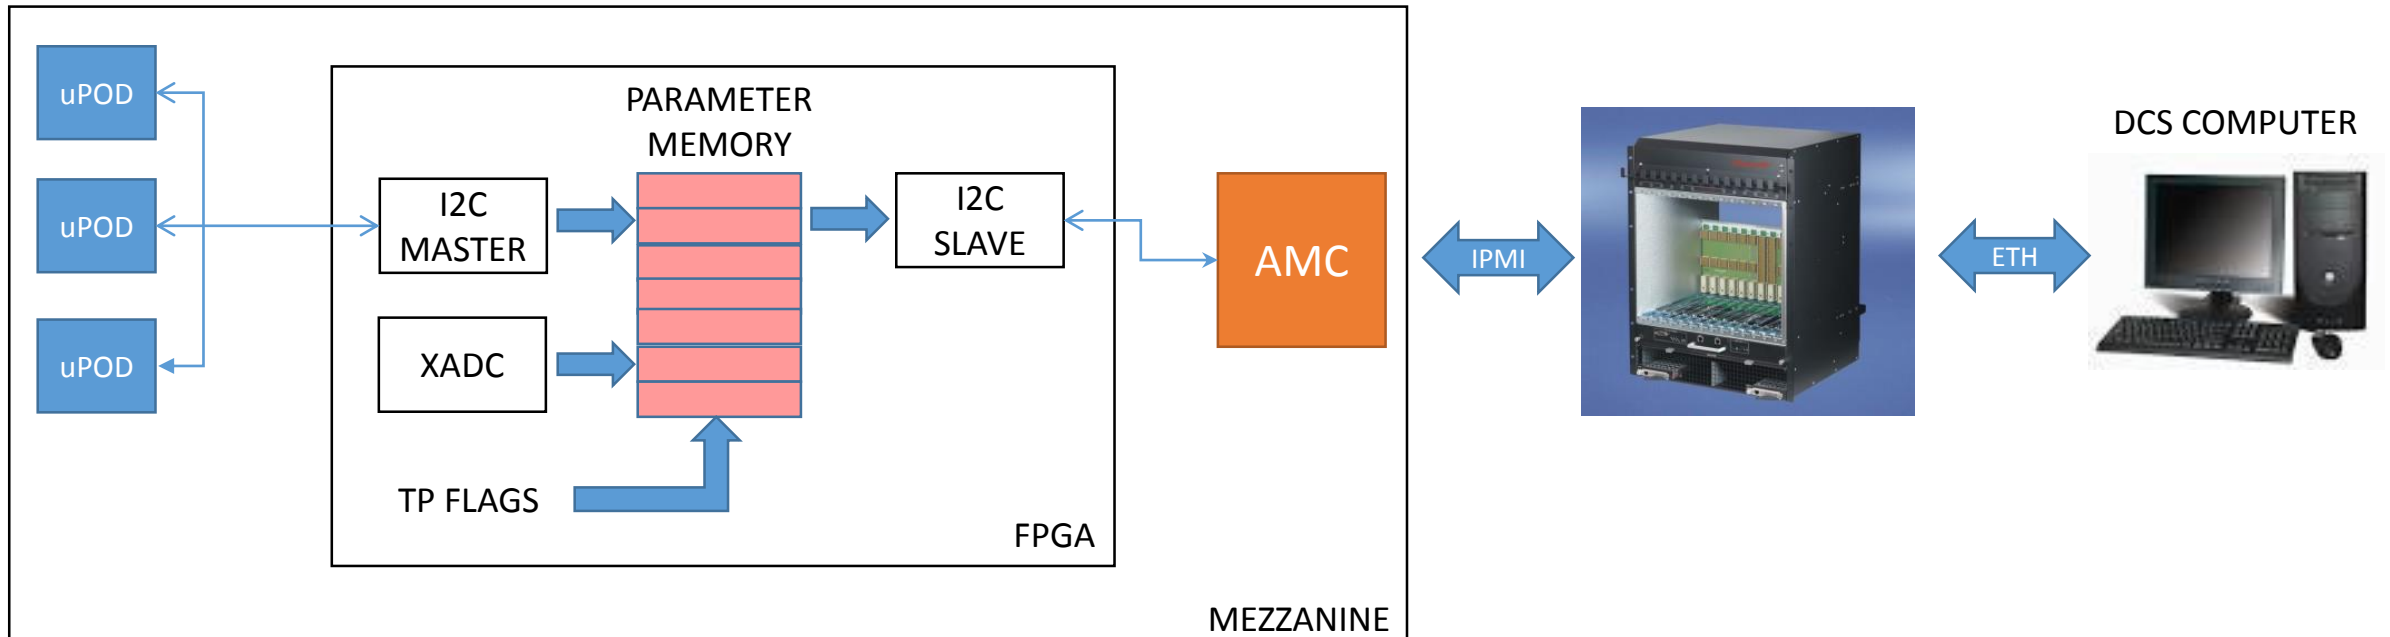 uPOD
uPOD
uPOD
PARAMETER
MEMORY
I2C
MASTER
XADC
TP FLAGS
I2C
SLAVE
FPGA
AMC
MEZZANINE
IPMI
ETH
DCS COMPUTER